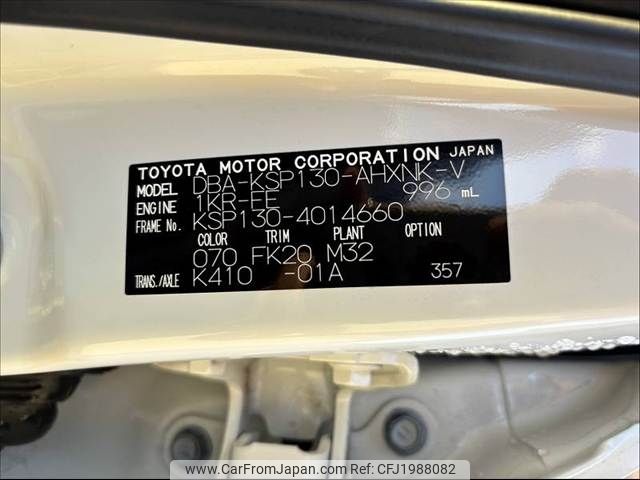 TOYOTA MOTOR CORPORATION JAPAN
MODEL DBA-KSP130-AHXNK-V
ENGINE 1KR-FE 996 mL
FRAME No. KSP130-4014660
COLOR TRIM PLANT OPTION
070 FK20 M32
TRANS./AXLE K410 -01A 357
www.CarFromJapan.com - CFJ1988082